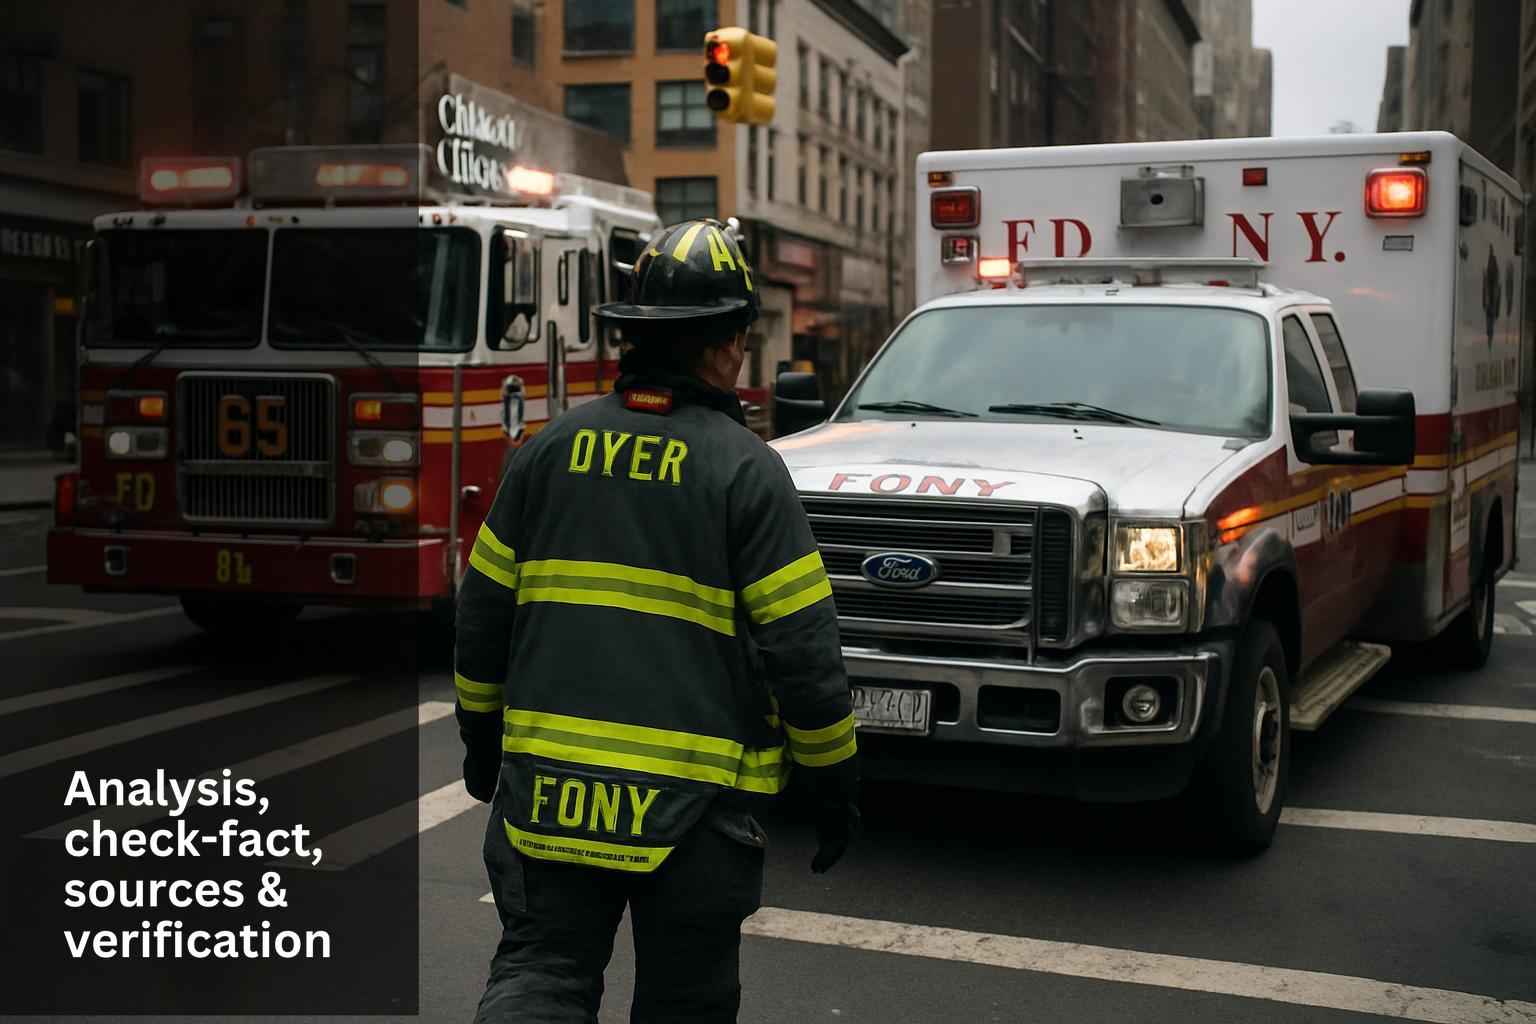 FD NY.
65
DYER
FONY
FD
Ford
FONY
Analysis,
check-fact,
sources &
verification